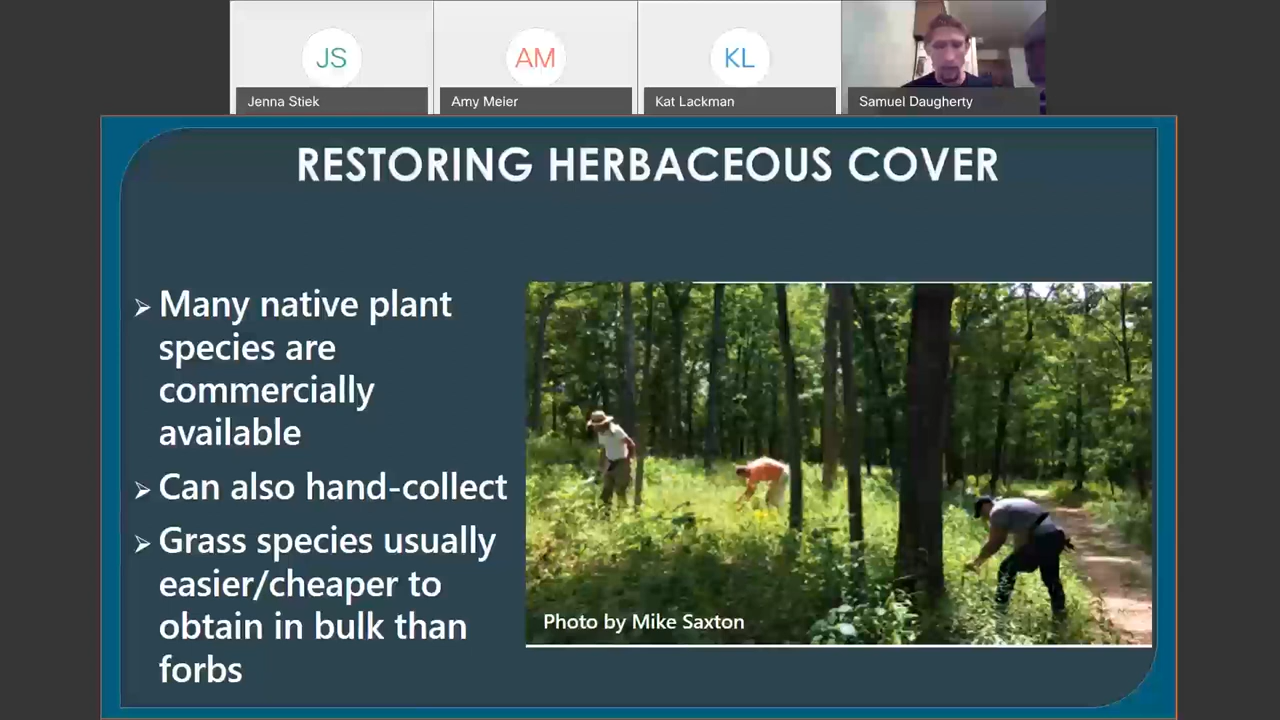 JS
AM
KL
Jenna Stiek
Amy Meier
Kat Lackman
Samuel Daugherty
RESTORING HERBACEOUS COVER
➢ Many native plant
species are
commercially
available
➢ Can also hand-collect
➢ Grass species usually
easier/cheaper to
obtain in bulk than
forbs
Photo by Mike Saxton